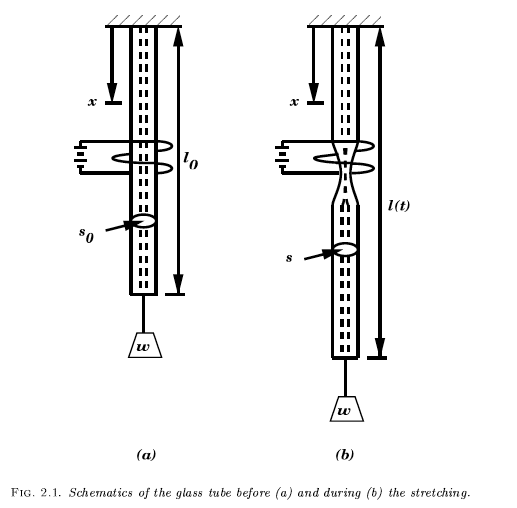 x
x
l0
l(t)
s0
s
w
w
(a)
(b)
FIG. 2.1. Schematics of the glass tube before (a) and during (b) the stretching.